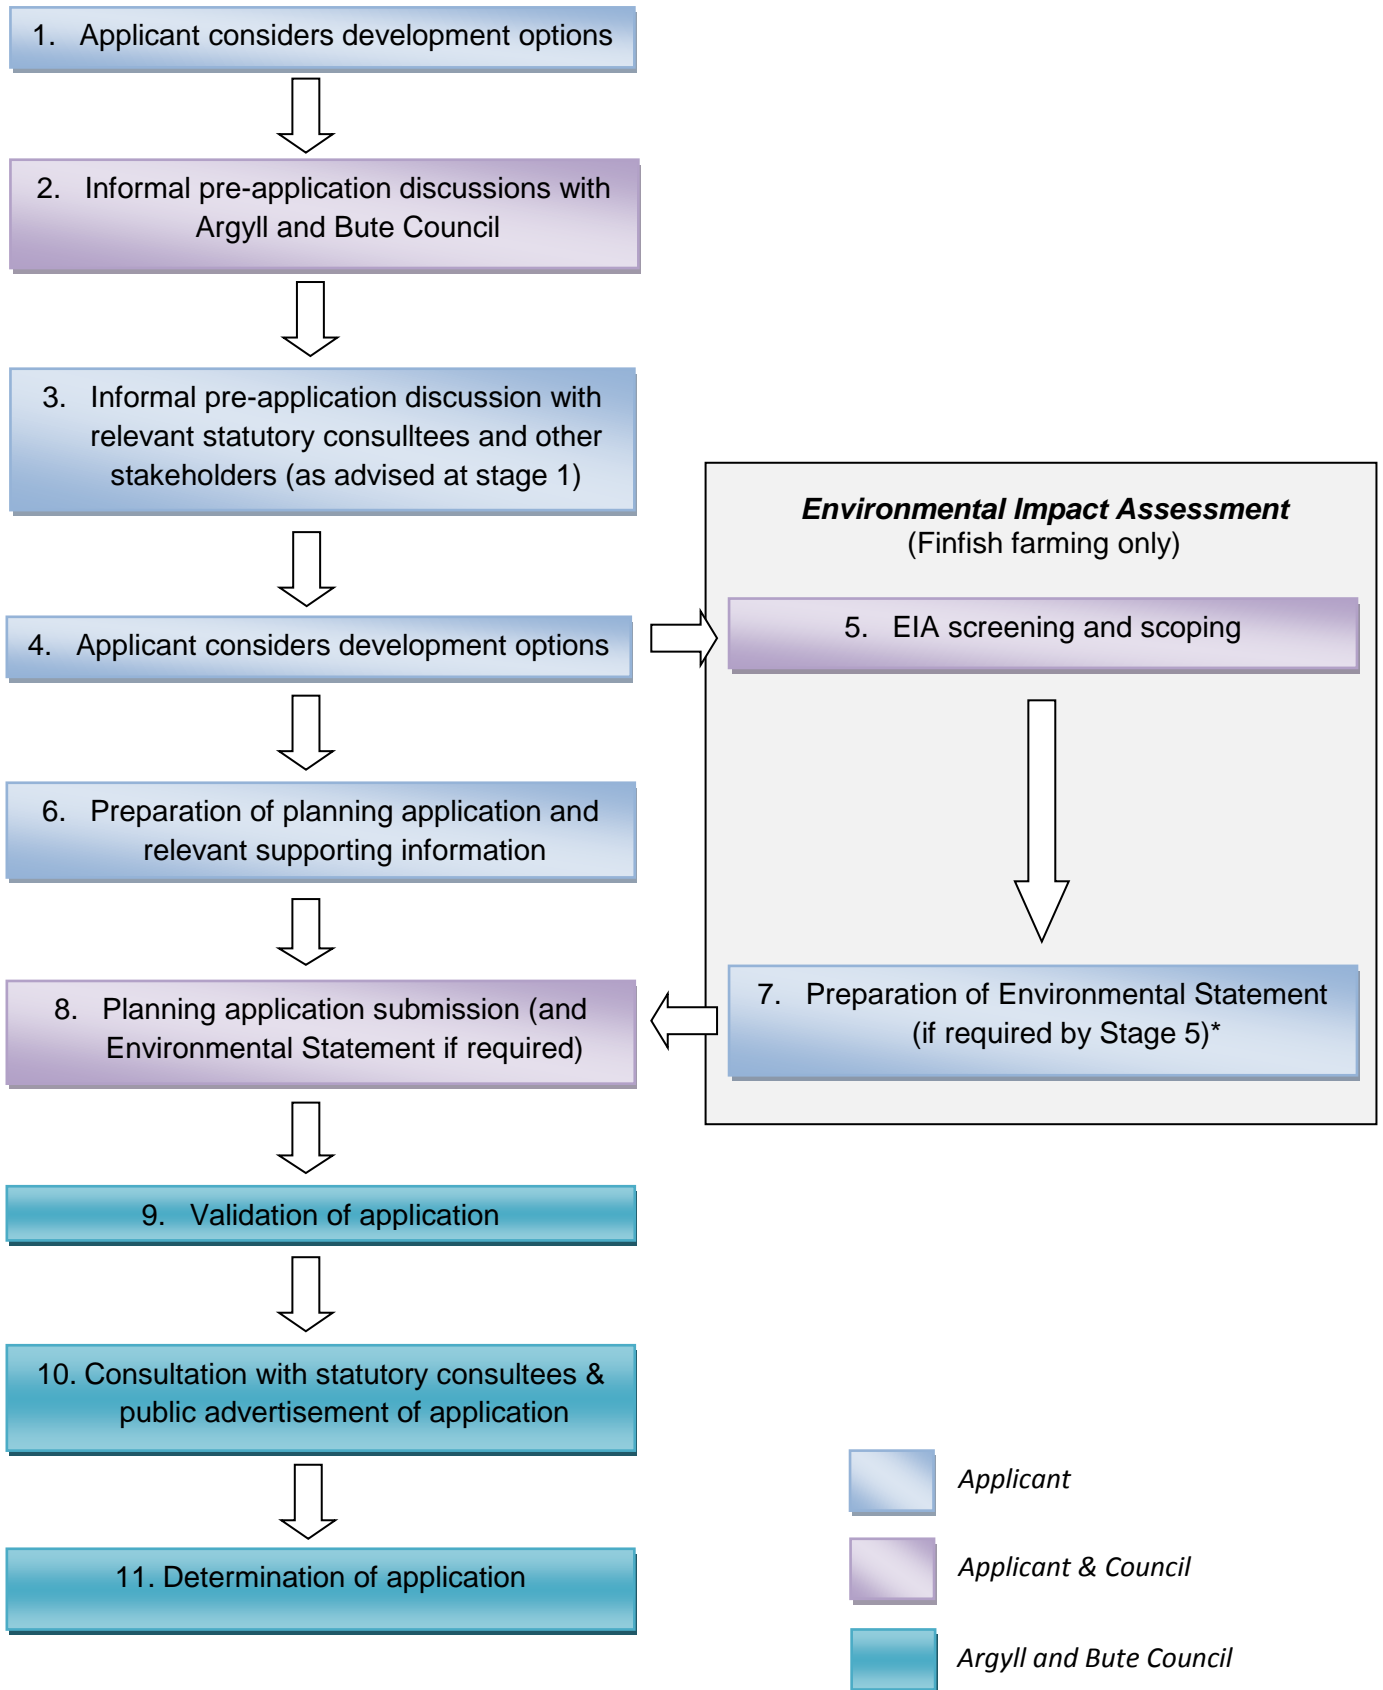 1. Applicant considers development options
2. Informal pre-application discussions with
Argyll and Bute Council
3. Informal pre-application discussion with
relevant statutory consulltees and other
stakeholders (as advised at stage 1)
Environmental Impact Assessment
(Finfish farming only)
4. Applicant considers development options
5. EIA screening and scoping
6. Preparation of planning application and
relevant supporting information
7. Preparation of Environmental Statement
(if required by Stage 5)*
8. Planning application submission (and
Environmental Statement if required)
9. Validation of application
10. Consultation with statutory consultees &
public advertisement of application
11. Determination of application
Applicant
Applicant & Council
Argyll and Bute Council